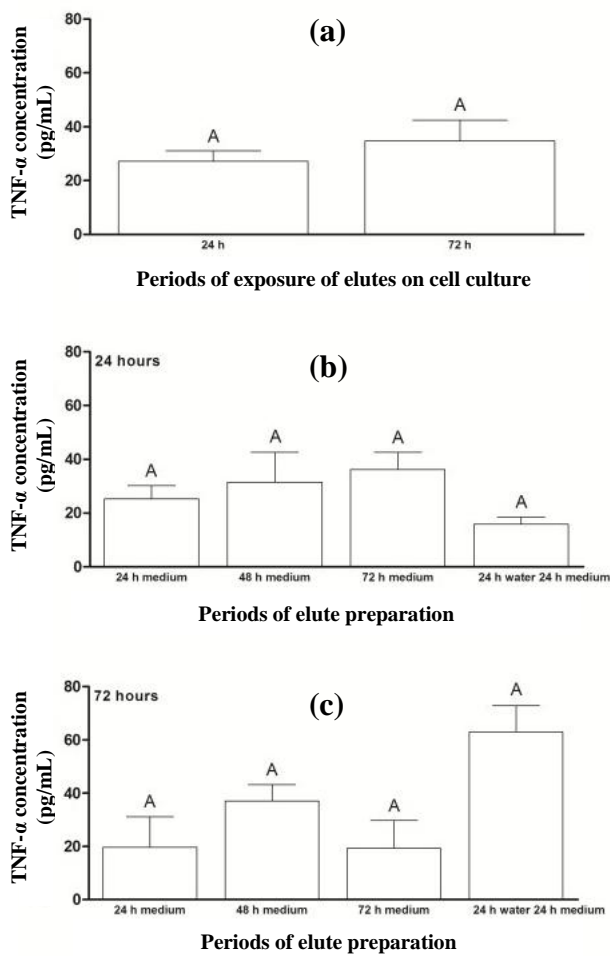 (a)
TNF-α concentration
(pg/mL)
80
60
40
20
0
A
A
24 h
72 h
Periods of exposure of elutes on cell culture
(b)
24 hours
TNF-α concentration
(pg/mL)
80
60
40
20
0
A
A
A
A
24 h medium
48 h medium
72 h medium
24 h water 24 h medium
Periods of elute preparation
(c)
72 hours
TNF-α concentration
(pg/mL)
80
60
40
20
0
A
A
A
A
24 h medium
48 h medium
72 h medium
24 h water 24 h medium
Periods of elute preparation